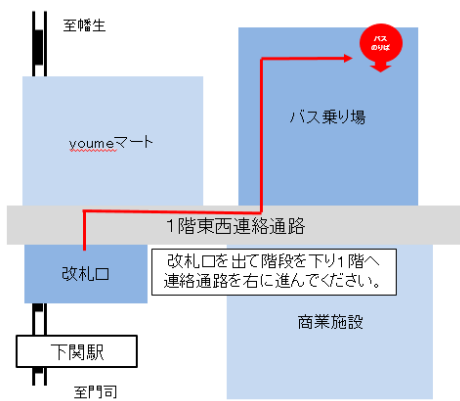 至幡生
バス
のりば
バス乗り場
youmeマート
1階東西連絡通路
改札口を出て階段を下り1階へ
連絡通路を右に進んでください。
改札口
商業施設
下関駅
至門司